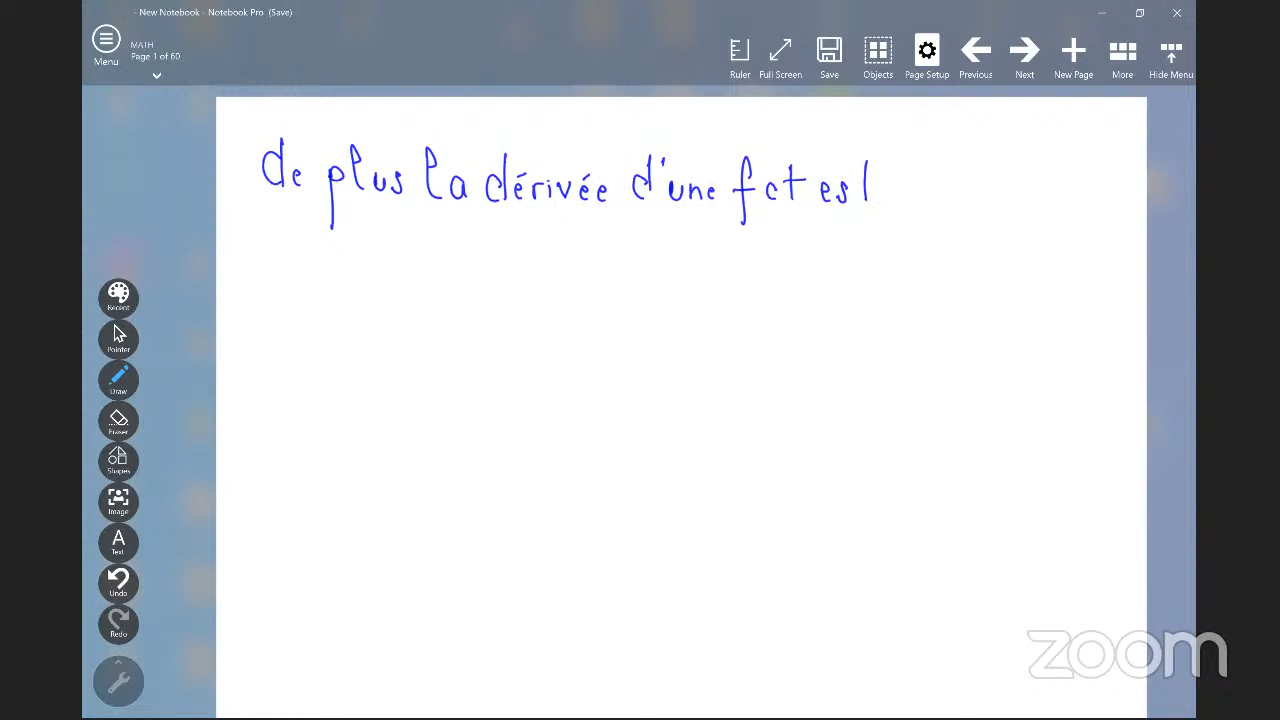 - New Notebook - Notebook Pro (Save)
Menu
MATH
Page 1 of 60
Ruler
Full Screen
Save
Objects
Page Setup
Previous
Next
New Page
More
Hide Menu
de plus la dérivée d'une fct es
Recent
Pointer
Draw
Eraser
Shapes
Image
A
Text
Undo
Redo
zoom